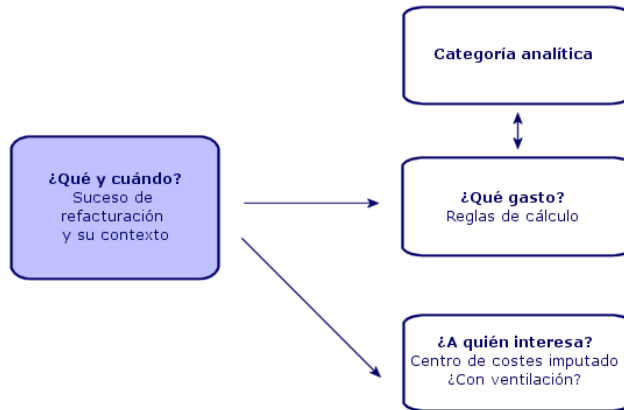 Categoría analítica
¿Qué y cuándo?
Suceso de
refacturación
y su contexto
¿Qué gasto?
Reglas de cálculo
¿A quién interesa?
Centro de costes imputado
¿Con ventilación?